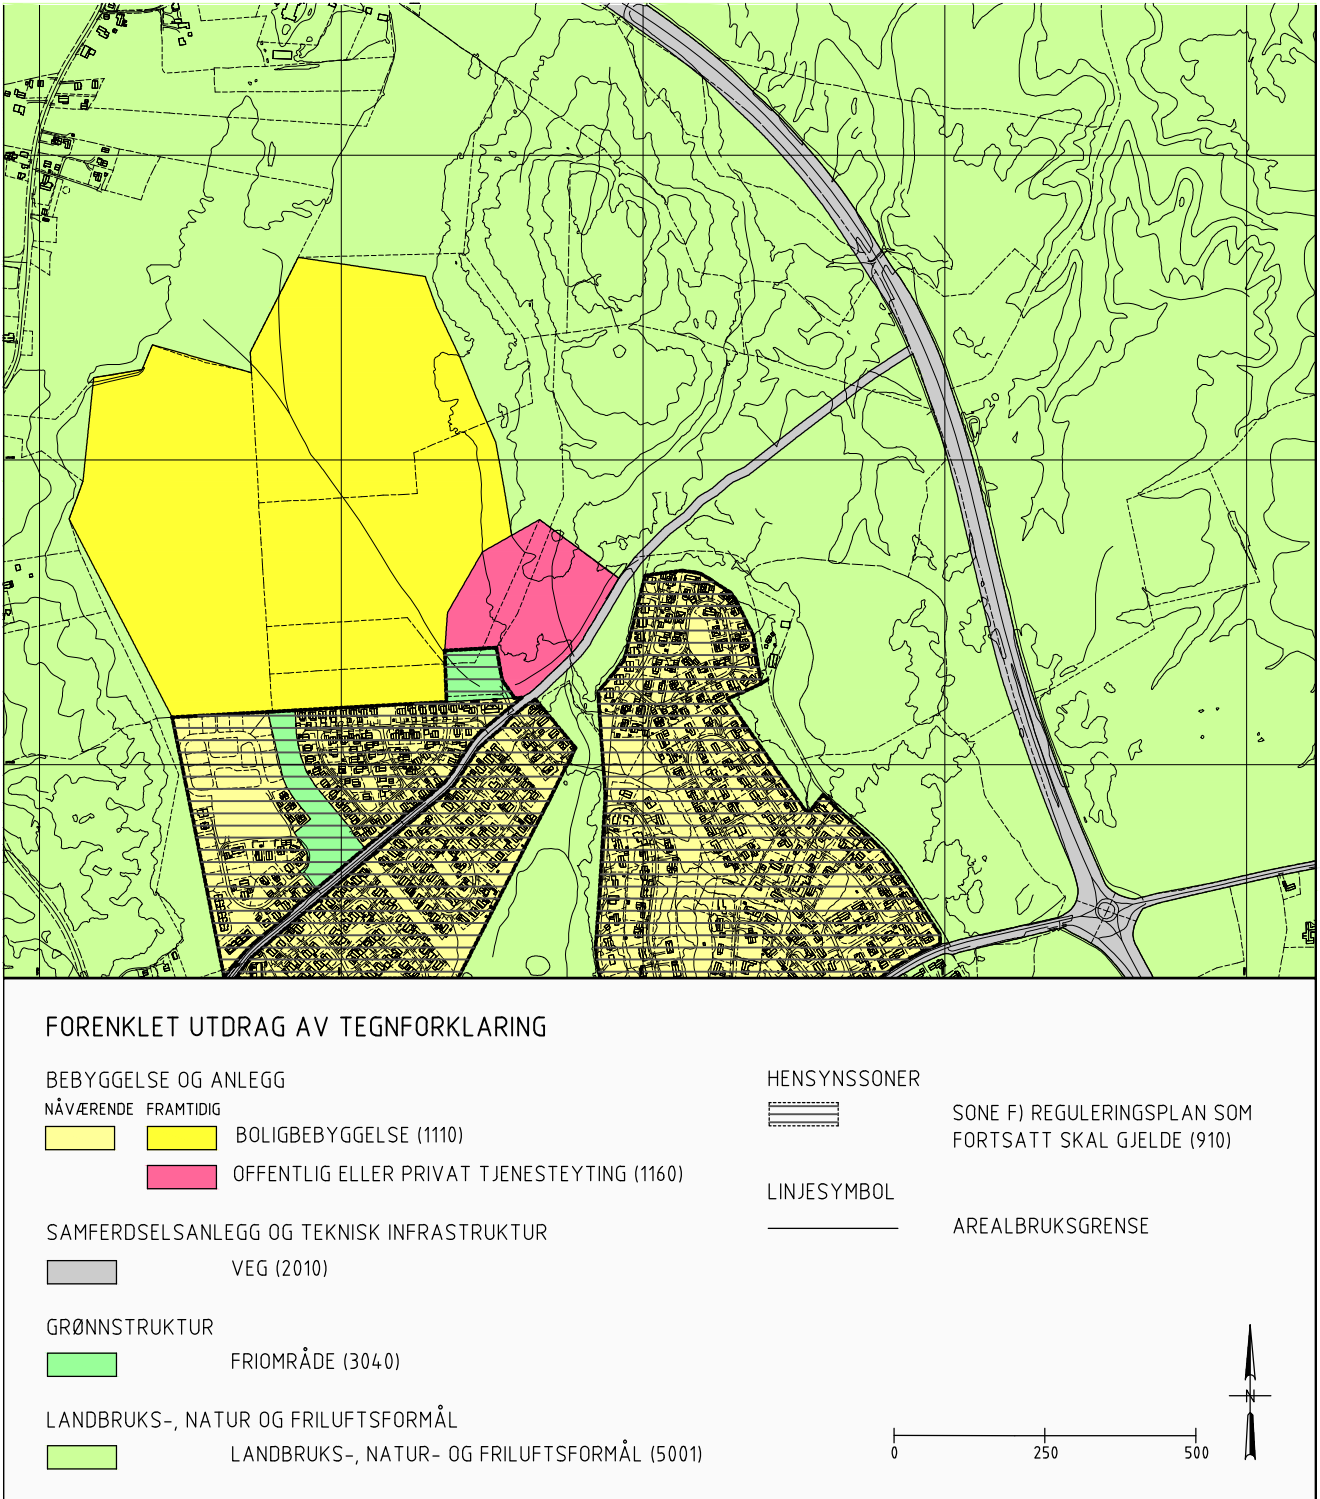 FORENKLET UTDRAG AV TEGNFORKLARING
BEBYGGELSE OG ANLEGG
NÅVÆRENDE FRAMTIDIG
BOLIGBEBYGGELSE (1110)
OFFENTLIG ELLER PRIVAT TJENESTEYTING (1160)
SAMFERDSELSANLEGG OG TEKNISK INFRASTRUKTUR
VEG (2010)
GRØNNSTRUKTUR
FRIOMRÅDE (3040)
LANDBRUKS-, NATUR OG FRILUFTSFORMÅL
LANDBRUKS-, NATUR- OG FRILUFTSFORMÅL (5001)
HENSYNSSONER
SONE F) REGULERINGSPLAN SOM
FORTSATT SKAL GJELDE (910)
LINJESYMBOL
AREALBRUKSGRENSE
N
0 250 500